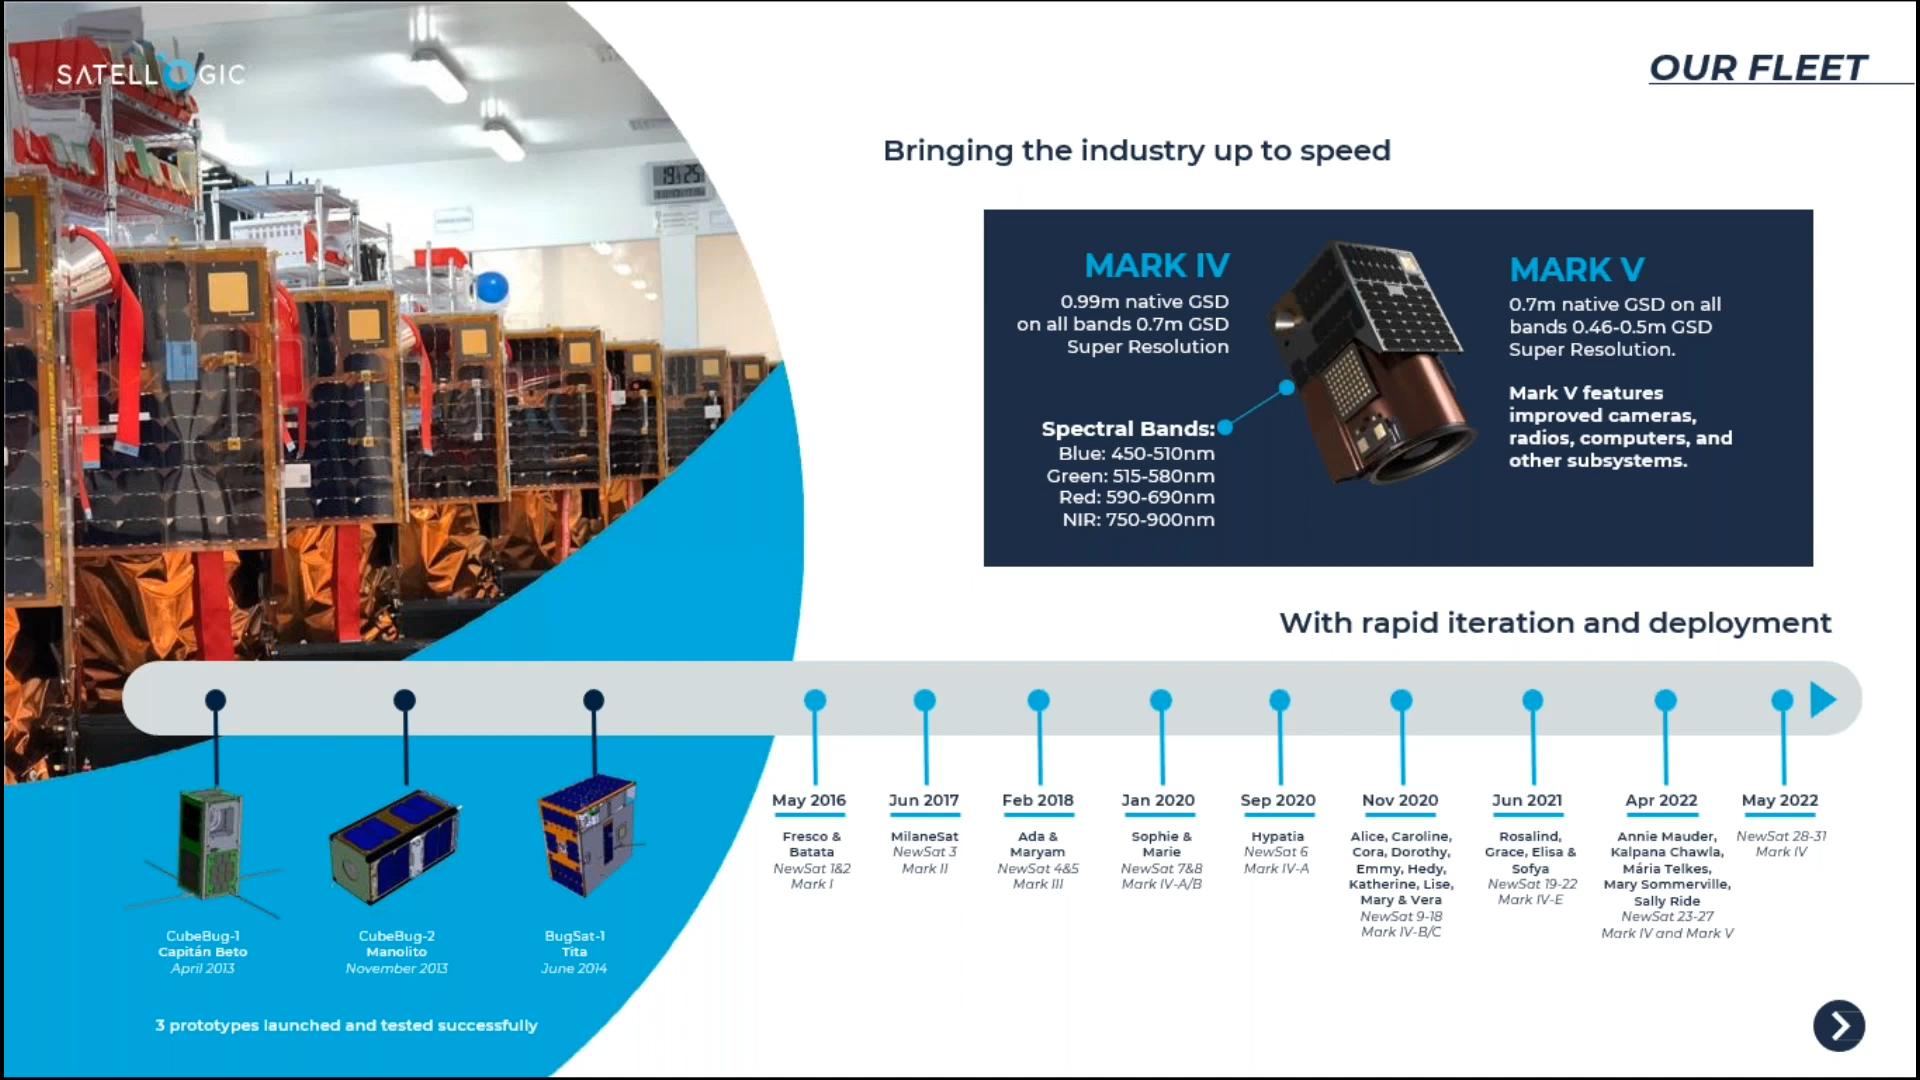 SATELLOGIC
OUR FLEET
Bringing the industry up to speed
MARK IV
0.99m native GSD
on all bands 0.7m GSD
Super Resolution
Spectral Bands:
Blue: 450-510nm
Green: 515-580nm
Red: 590-690nm
NIR: 750-900nm
MARK V
0.7m native GSD on all
bands 0.46-0.5m GSD
Super Resolution.
Mark V features
improved cameras,
radios, computers, and
other subsystems.
With rapid iteration and deployment
CubeBug-1
Capitán Beto
April 2013
CubeBug-2
Manolito
November 2013
BugSat-1
Tita
June 2014
3 prototypes launched and tested successfully
May 2016
Fresco &
Batata
NewSat 1&2
Mark I
Jun 2017
MilaneSat
NewSat 3
Mark II
Feb 2018
Ada &
Maryam
NewSat 4&5
Mark III
Jan 2020
Sophie &
Marie
NewSat 7&8
Mark IV-A/B
Sep 2020
Hypatia
NewSat 6
Mark IV-A
Nov 2020
Alice, Caroline,
Cora, Dorothy,
Emmy, Hedy,
Katherine, Lise,
Mary & Vera
NewSat 9-18
Mark IV-B/C
Jun 2021
Rosalind,
Grace, Elisa &
Sofya
NewSat 19-22
Mark IV-E
Apr 2022
Annie Mauder,
Kalpana Chawla,
Mária Telkes,
Mary Sommerville,
Sally Ride
NewSat 23-27
Mark IV and Mark V
May 2022
NewSat 28-31
Mark IV